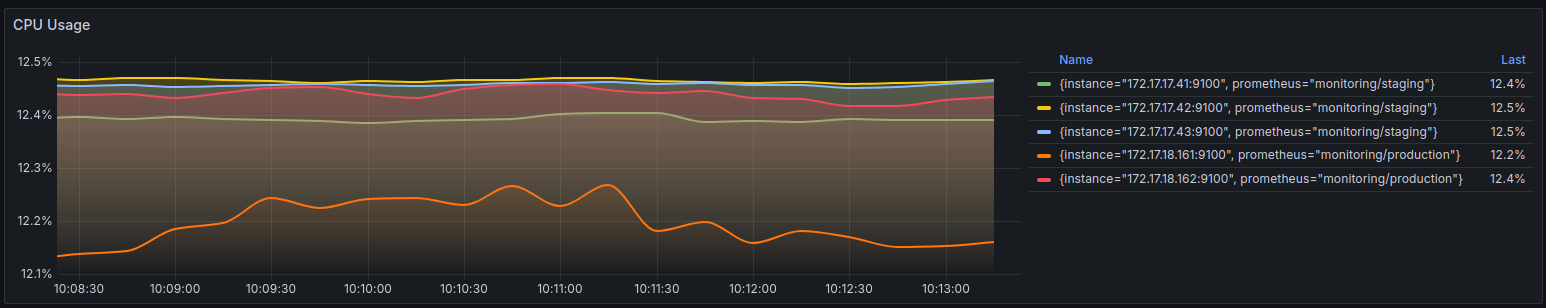 CPU Usage
12.5%
12.4%
12.3%
12.2%
12.1%
10:08:30 10:09:00 10:09:30 10:10:00 10:10:30 10:11:00 10:11:30 10:12:00 10:12:30 10:13:00
Name Last
{instance="172.17.17.41:9100", prometheus="monitoring/staging"} 12.4%
{instance="172.17.17.42:9100", prometheus="monitoring/staging"} 12.5%
{instance="172.17.17.43:9100", prometheus="monitoring/staging"} 12.5%
{instance="172.17.18.161:9100", prometheus="monitoring/production"} 12.2%
{instance="172.17.18.162:9100", prometheus="monitoring/production"} 12.4%